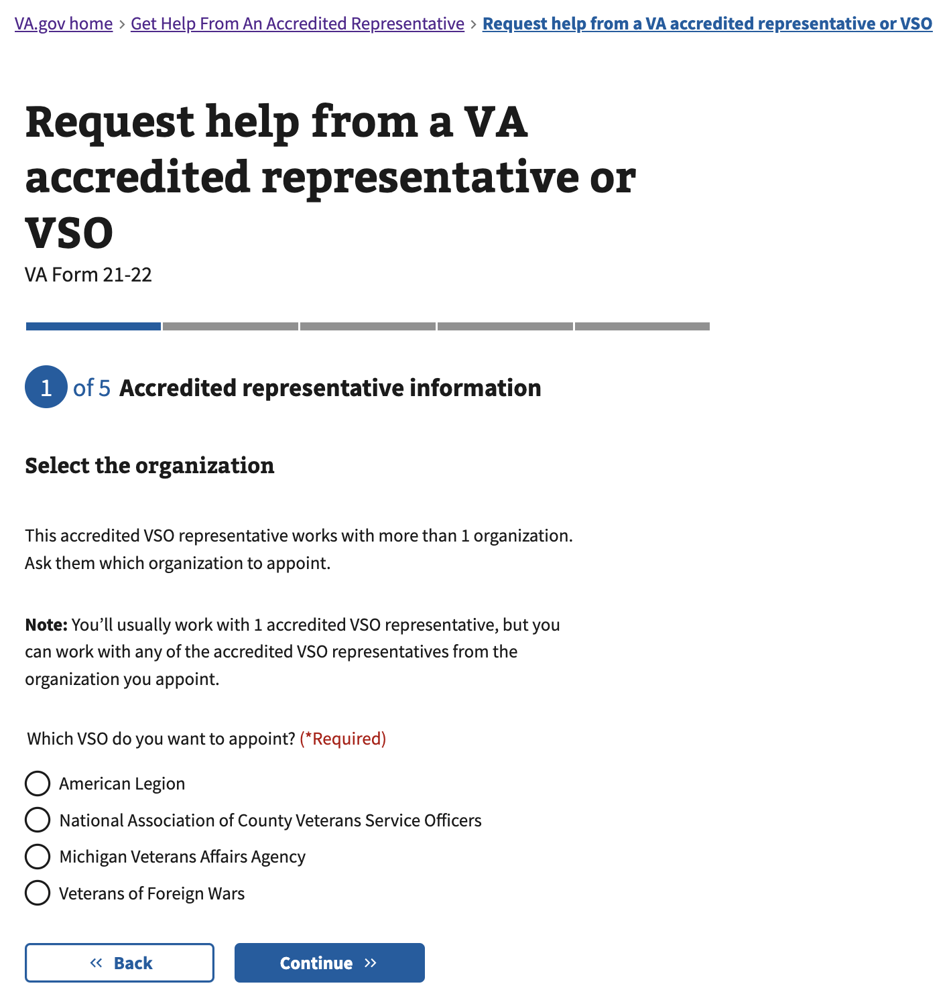 VA.gov home › Get Help From An Accredited Representative › Request help from a VA accredited representative or VSO
Request help from a VA
accredited representative or
VSO
VA Form 21-22
1 of 5 Accredited representative information
Select the organization
This accredited VSO representative works with more than 1 organization.
Ask them which organization to appoint.
Note: You’ll usually work with 1 accredited VSO representative, but you
can work with any of the accredited VSO representatives from the
organization you appoint.
Which VSO do you want to appoint? (*Required)
American Legion
National Association of County Veterans Service Officers
Michigan Veterans Affairs Agency
Veterans of Foreign Wars
« Back
Continue »